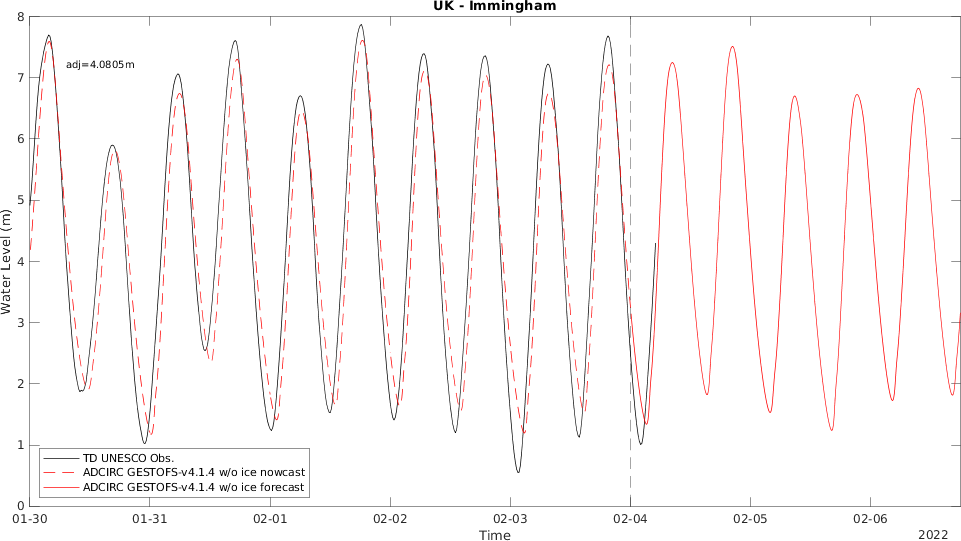 UK - Immingham
8
7
6
5
4
3
2
1
0
Water Level (m)
adj=4.0805m
TD UNESCO Obs.
ADCIRC GESTOFS-v4.1.4 w/o ice nowcast
ADCIRC GESTOFS-v4.1.4 w/o ice forecast
01-30 01-31 02-01 02-02 02-03 02-04 02-05 02-06
Time
2022